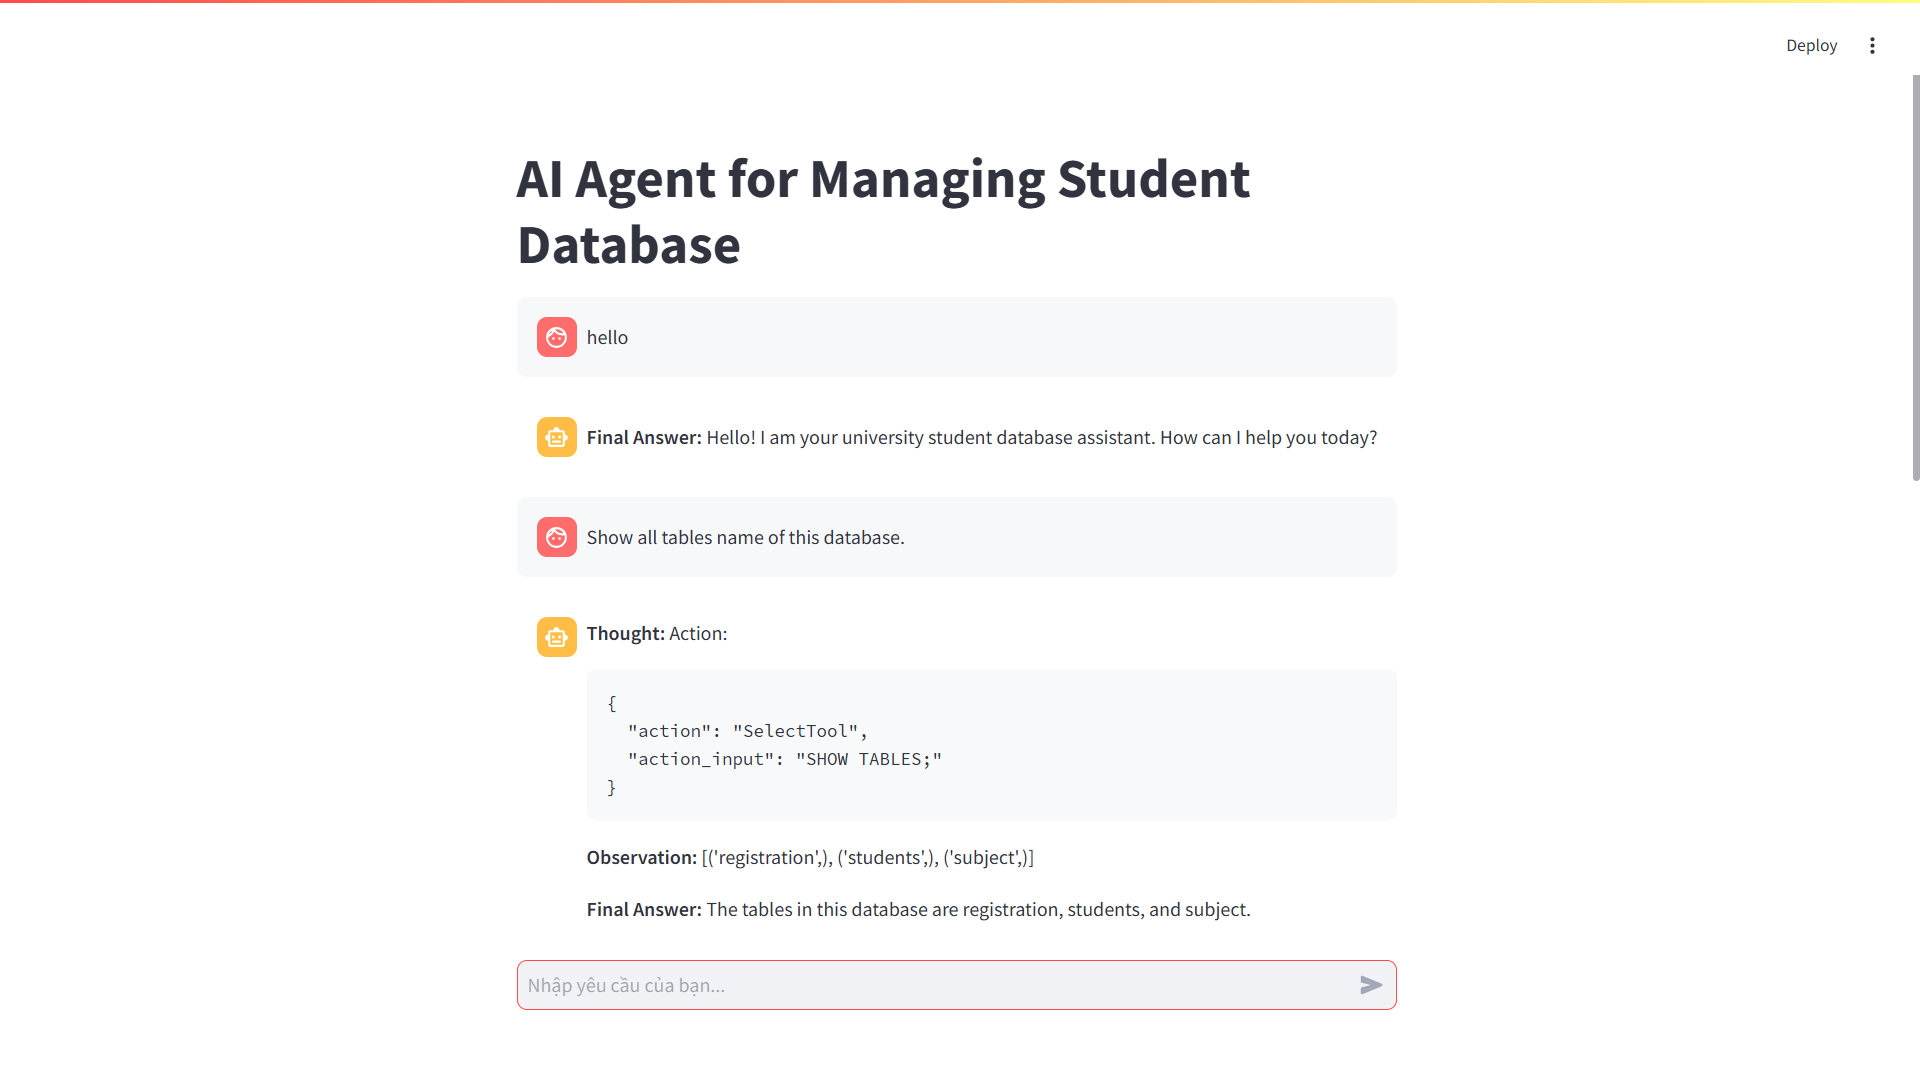 Deploy
AI Agent for Managing Student
Database
hello
Final Answer: Hello! I am your university student database assistant. How can I help you today?
Show all tables name of this database.
Thought: Action:
{
  "action": "SelectTool",
  "action_input": "SHOW TABLES;"
}
Observation: [('registration',), ('students',), ('subject',)]
Final Answer: The tables in this database are registration, students, and subject.
Nhập yêu cầu của bạn...